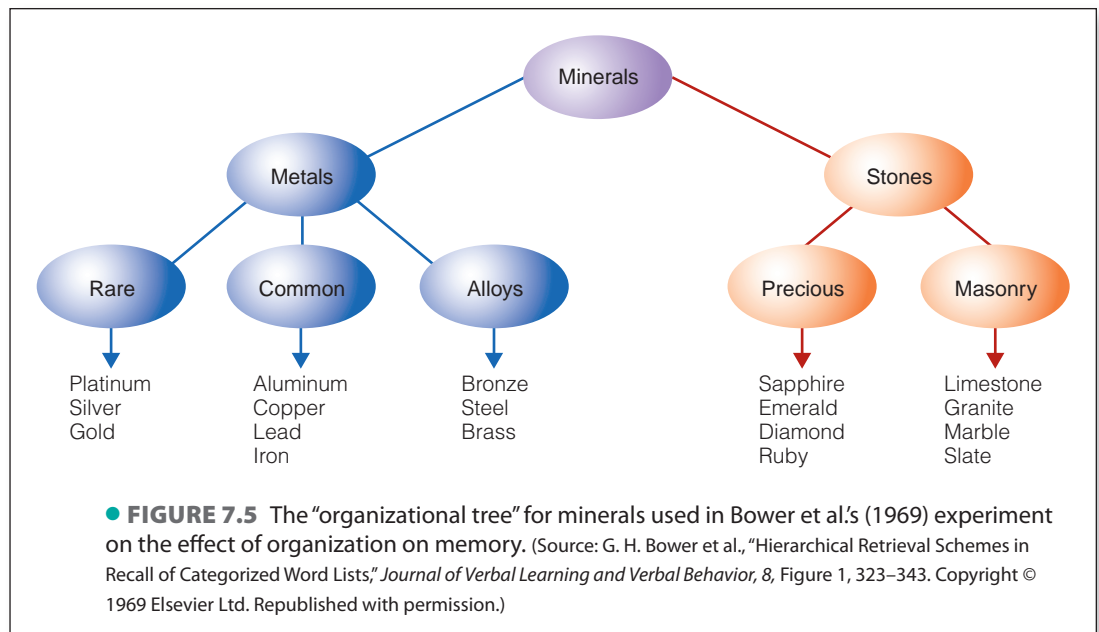 Minerals
Metals
Stones
Rare
Common
Alloys
Precious
Masonry
Platinum
Silver
Gold
Aluminum
Copper
Lead
Iron
Bronze
Steel
Brass
Sapphire
Emerald
Diamond
Ruby
Limestone
Granite
Marble
Slate
● FIGURE 7.5 The “organizational tree” for minerals used in Bower et al.’s (1969) experiment
on the effect of organization on memory. (Source: G. H. Bower et al., “Hierarchical Retrieval Schemes in
Recall of Categorized Word Lists,” Journal of Verbal Learning and Verbal Behavior, 8, Figure 1, 323–343. Copyright ©
1969 Elsevier Ltd. Republished with permission.)